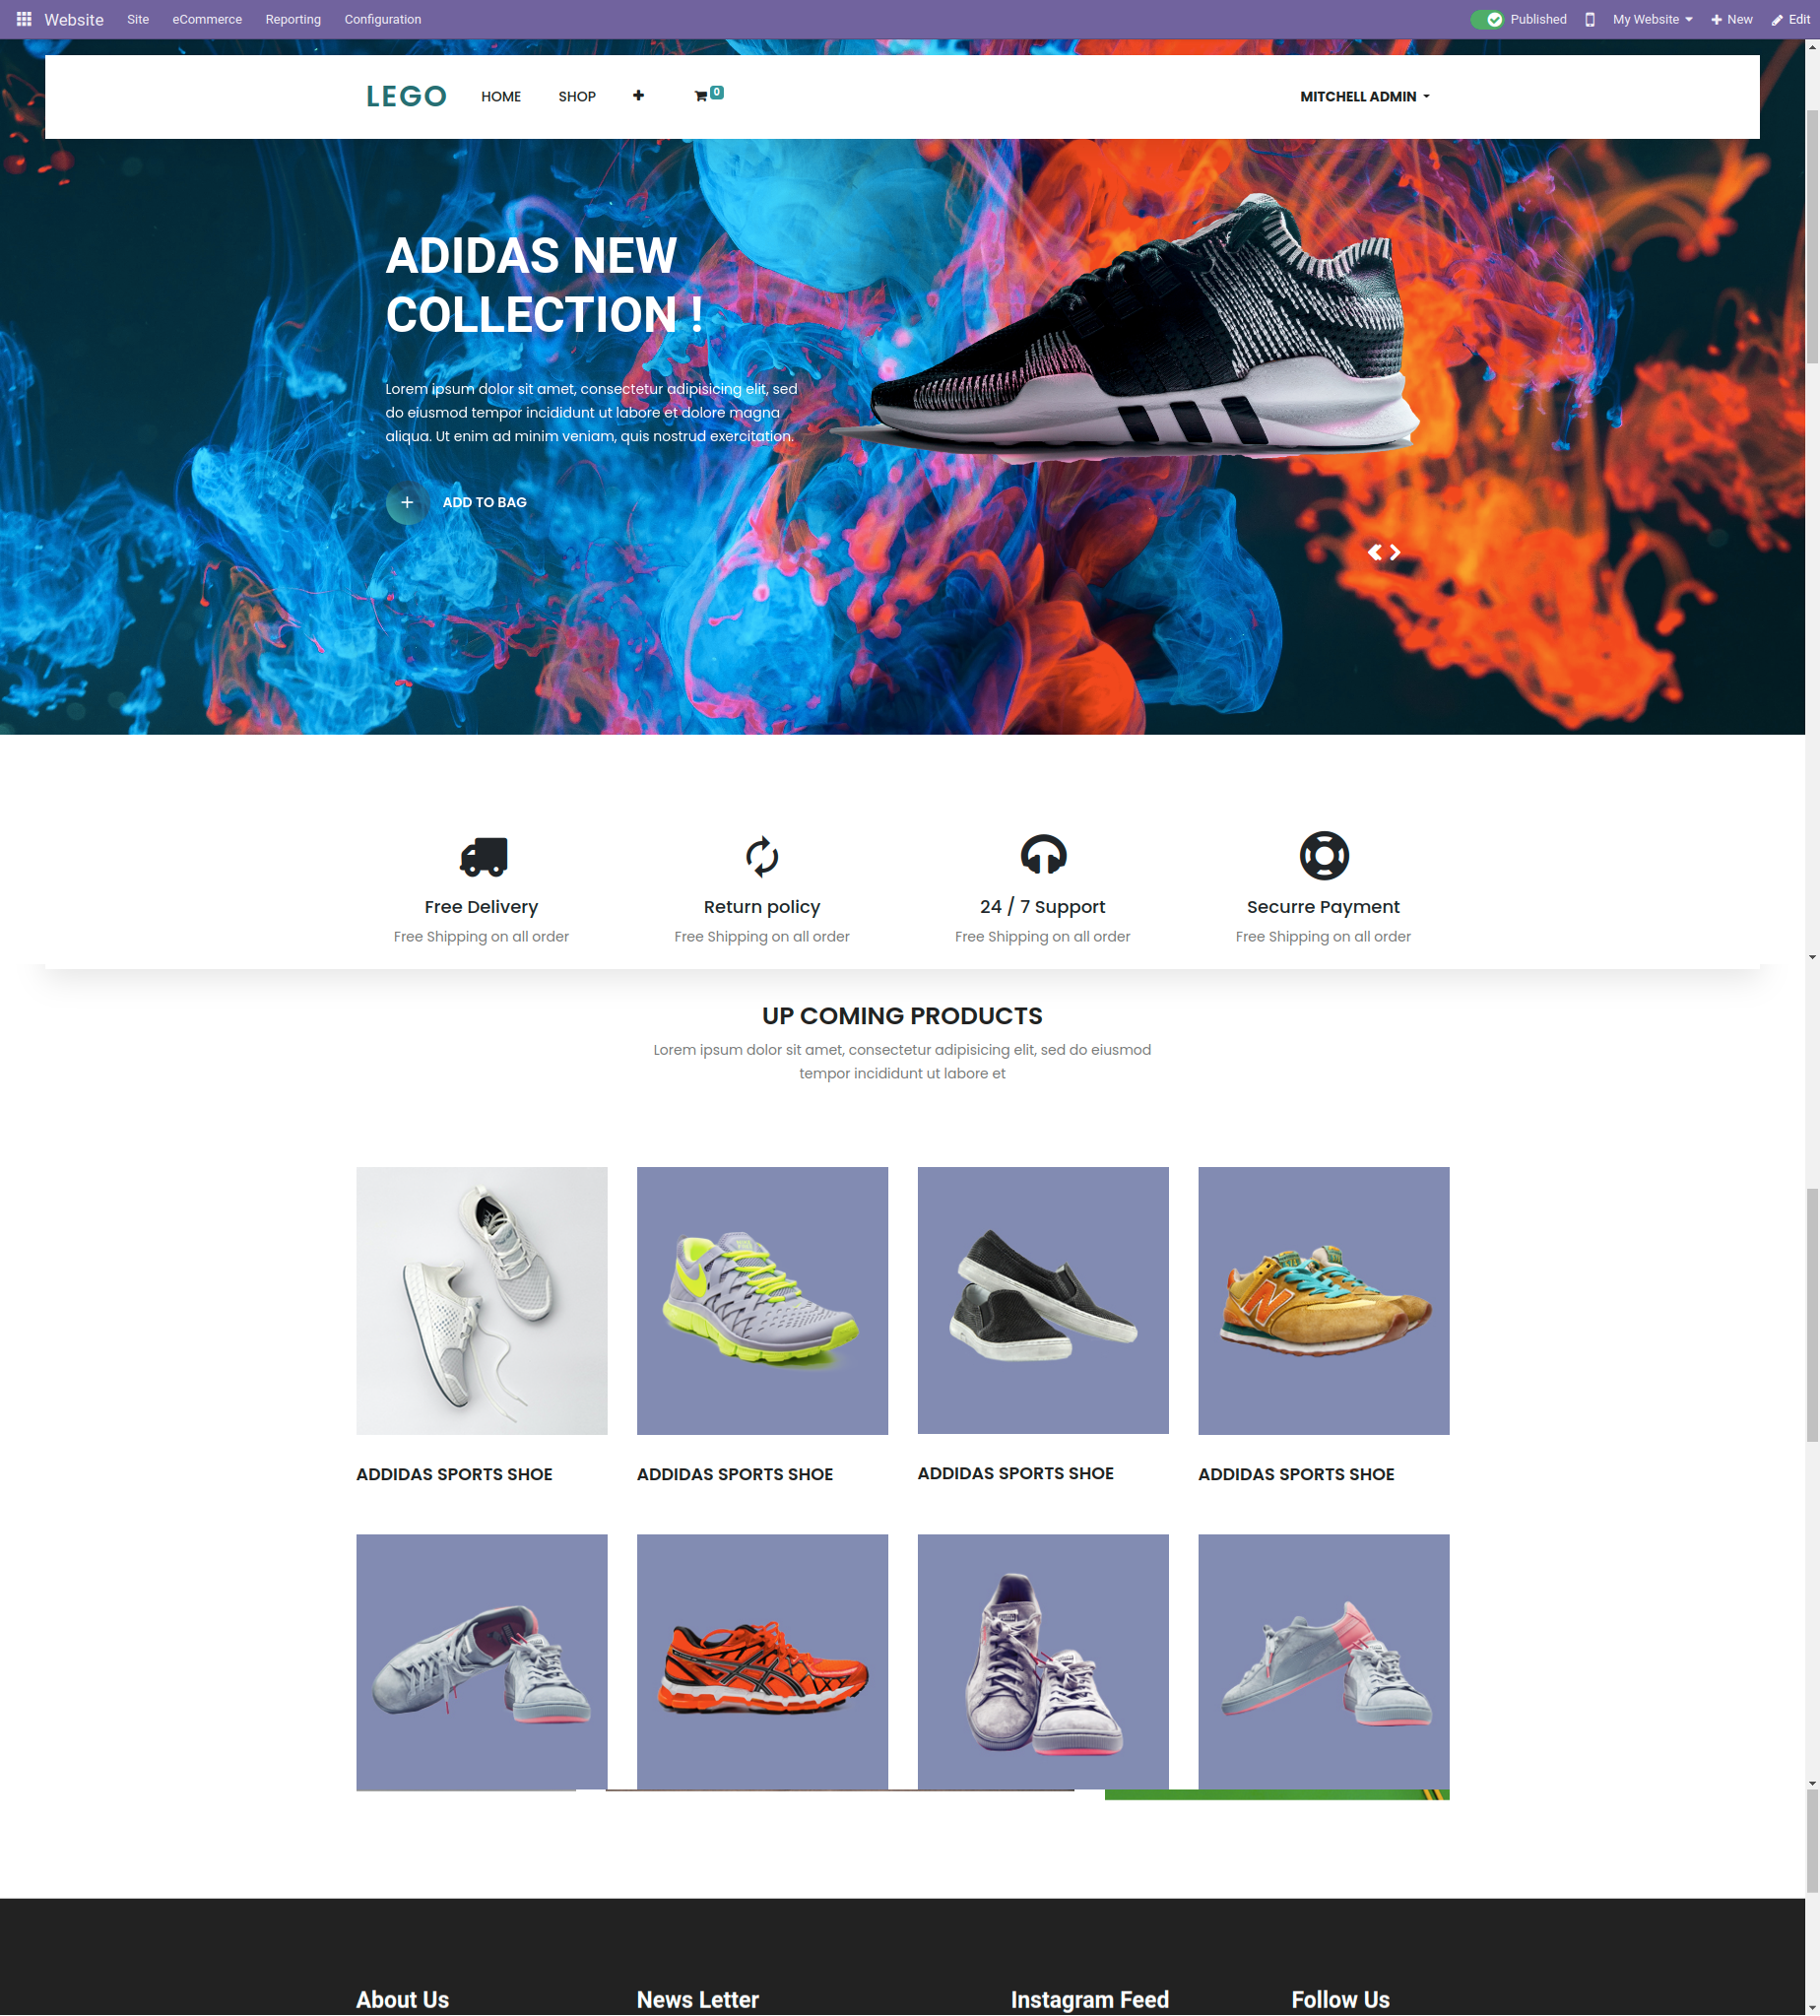 Website Site eCommerce Reporting Configuration Published My Website New Edit
LEGO HOME SHOP 0 MITCHELL ADMIN
ADIDAS NEW
COLLECTION !
Lorem ipsum dolor sit amet, consectetur adipisicing elit, sed
do eiusmod tempor incididunt ut labore et dolore magna
aliqua. Ut enim ad minim veniam, quis nostrud exercitation.
+ ADD TO BAG
Free Delivery Return policy 24 / 7 Support Securre Payment
Free Shipping on all order Free Shipping on all order Free Shipping on all order Free Shipping on all order
UP COMING PRODUCTS
Lorem ipsum dolor sit amet, consectetur adipisicing elit, sed do eiusmod
tempor incididunt ut labore et
ADDIDAS SPORTS SHOE ADDIDAS SPORTS SHOE ADDIDAS SPORTS SHOE ADDIDAS SPORTS SHOE
About Us News Letter Instagram Feed Follow Us